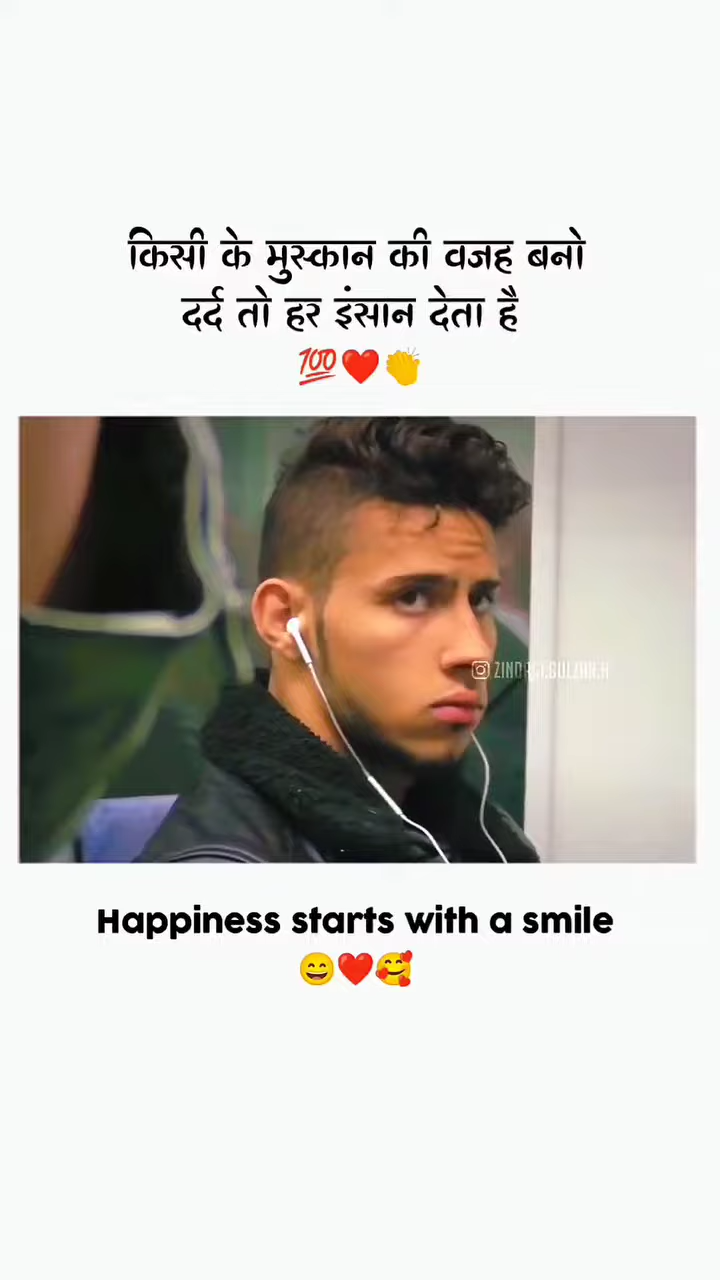 किसी के मुस्कान की वजह बनो
दर्द तो हर इंसान देता है
💯❤️👏
Happiness starts with a smile
😄❤️🥰